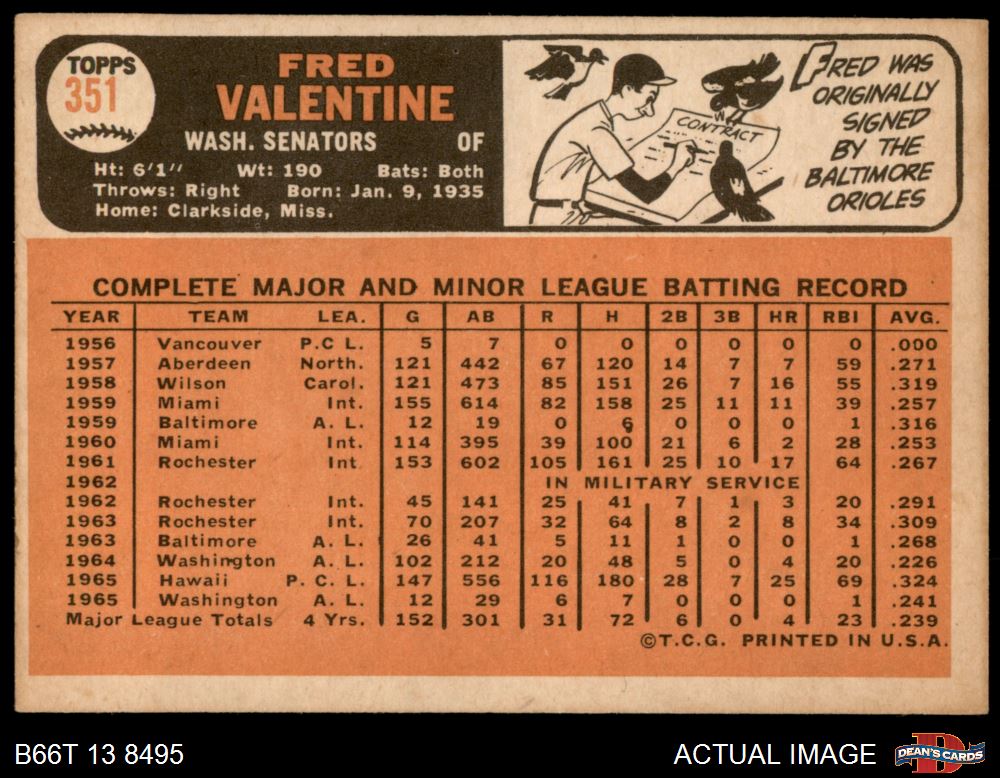 TOPPS
351
FRED
VALENTINE
WASH. SENATORS OF
Ht: 6'1'' Wt: 190 Bats: Both
Throws: Right Born: Jan. 9, 1935
Home: Clarkside, Miss.
CONTRACT
FRED WAS
ORIGINALLY
SIGNED
BY THE
BALTIMORE
ORIOLES
COMPLETE MAJOR AND MINOR LEAGUE BATTING RECORD
YEAR TEAM LEA. G AB R H 2B 3B HR RBI AVG.
1956 Vancouver P.C L. 5 7 0 0 0 0 0 0 .000
1957 Aberdeen North. 121 442 67 120 14 7 7 59 .271
1958 Wilson Carol. 121 473 85 151 26 7 16 55 .319
1959 Miami Int. 155 614 82 158 25 11 11 39 .257
1959 Baltimore A. L. 12 19 0 6 0 0 0 1 .316
1960 Miami Int. 114 395 39 100 21 6 2 28 .253
1961 Rochester Int. 153 602 105 161 25 10 17 64 .267
1962 IN MILITARY SERVICE
1962 Rochester Int. 45 141 25 41 7 1 3 20 .291
1963 Rochester Int. 70 207 32 64 8 2 8 34 .309
1963 Baltimore A. L. 26 41 5 11 1 0 0 1 .268
1964 Washington A. L. 102 212 20 48 5 0 4 20 .226
1965 Hawaii P. C. L. 147 556 116 180 28 7 25 69 .324
1965 Washington A. L. 12 29 6 7 0 0 0 1 .241
Major League Totals 4 Yrs. 152 301 31 72 6 0 4 23 .239
©T.C.G. PRINTED IN U.S.A.
B66T 13 8495
ACTUAL IMAGE
DEAN'S CARDS